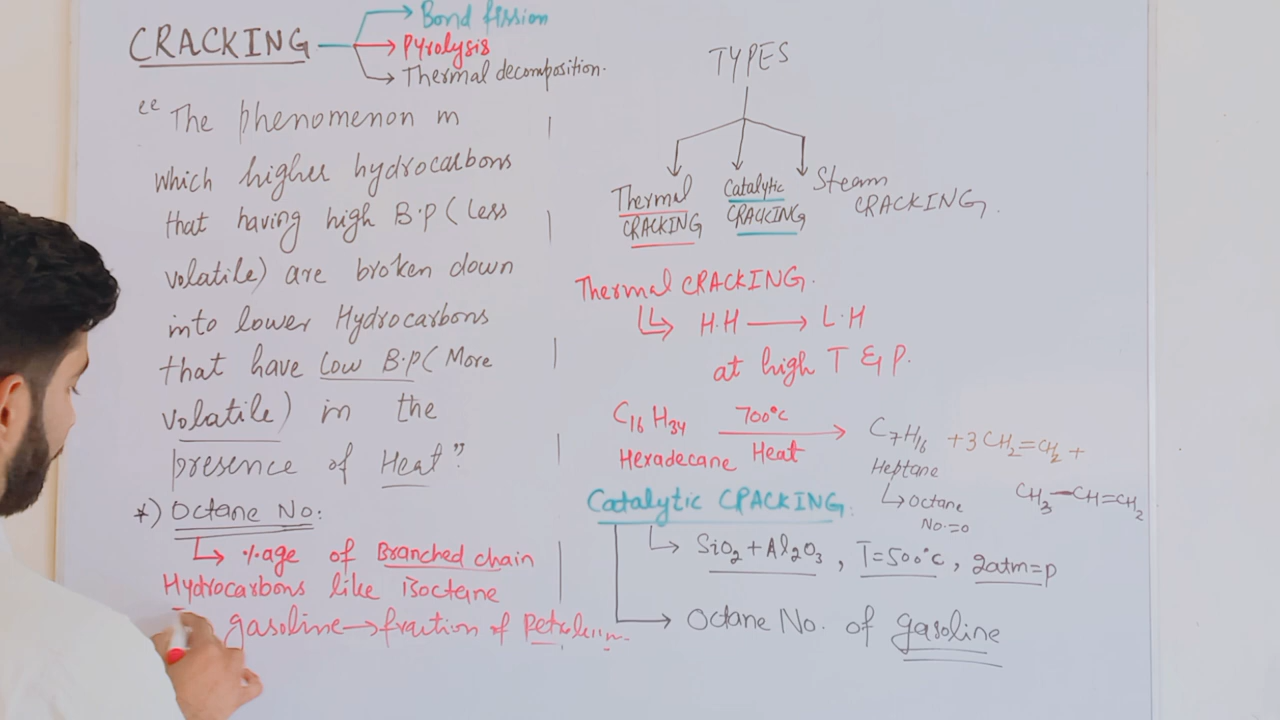 CRACKING
Bond fission
Pyrolysis
Thermal decomposition.
"The phenomenon in
which higher hydrocarbons
that having high B.p (Less
volatile) are broken down
into lower Hydrocarbons
that have Low B.p (More
volatile) in the
presence of Heat".
*) Octane No:
%age of Branched chain
Hydrocarbons like Isoctane
gasoline → fraction of Petroleum.
TYPES
Thermal
CRACKING
Catalytic
CRACKING
Steam
CRACKING.
Thermal CRACKING.
H.H → L.H
at high T & P.
C₁₆H₃₄ 700°C → C₇H₁₆ + 3CH₂=CH₂ +
Hexadecane Heat Heptane
CH₃—CH=CH₂
Octane
No.=0
Catalytic CRACKING.
SiO₂ + Al₂O₃, T=500°C, 2atm=p
Octane No. of gasoline